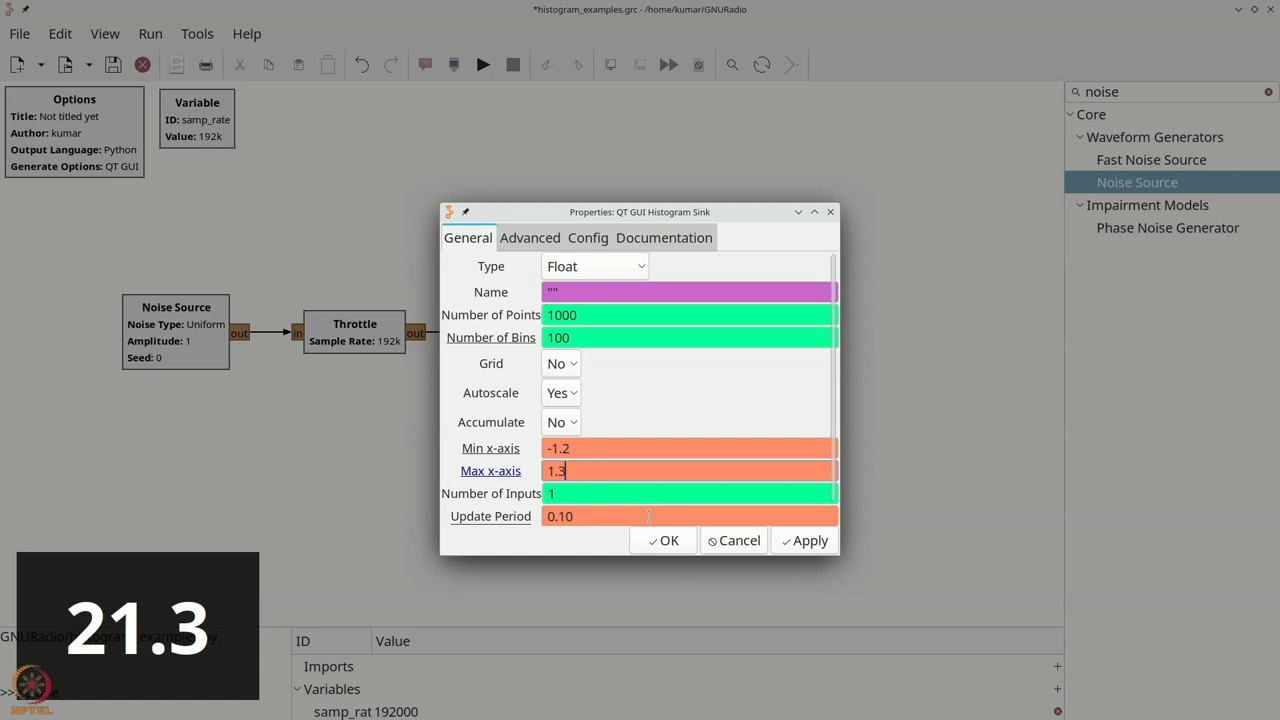 *histogram_examples.grc - /home/kumar/GNURadio
File Edit View Run Tools Help
Options
Title: Not titled yet
Author: kumar
Output Language: Python
Generate Options: QT GUI
Variable
ID: samp_rate
Value: 192k
noise
Core
Waveform Generators
Fast Noise Source
Noise Source
Impairment Models
Phase Noise Generator
Noise Source
Noise Type: Uniform
Amplitude: 1
Seed: 0
out
in
Throttle
Sample Rate: 192k
out
Properties: QT GUI Histogram Sink
General Advanced Config Documentation
Type Float
Name ""
Number of Points 1000
Number of Bins 100
Grid No
Autoscale Yes
Accumulate No
Min x-axis -1.2
Max x-axis 1.3
Number of Inputs 1
Update Period 0.10
OK Cancel Apply
21.3
GNURadio/histogram_examples.py
>>>
NPTEL
ID Value
Imports
Variables
samp_rat 192000